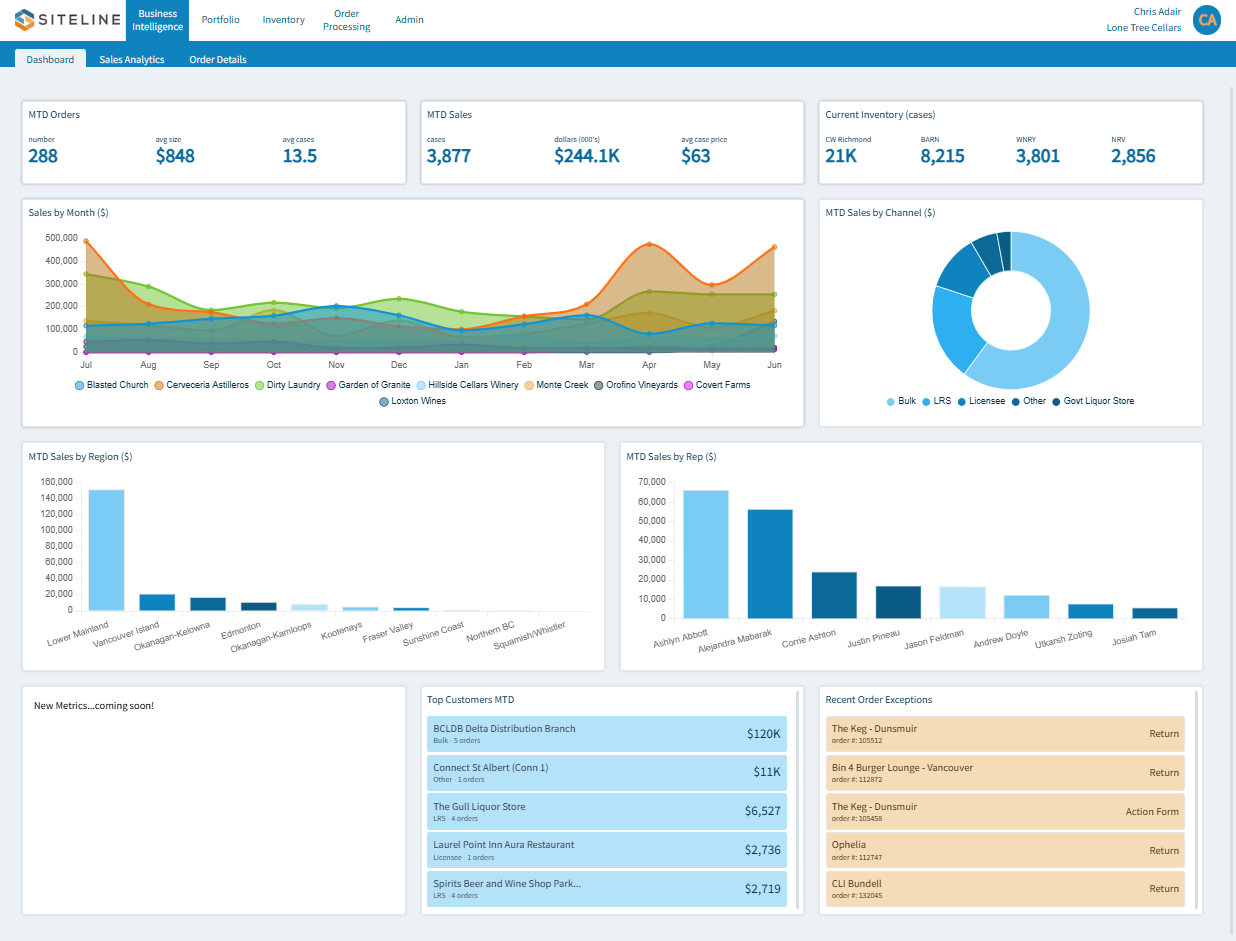 SITELINE
Business
Intelligence
Portfolio
Inventory
Order
Processing
Admin
Chris Adair
Lone Tree Cellars
CA
Dashboard
Sales Analytics
Order Details
MTD Orders
number
avg size
avg cases
288
$848
13.5
MTD Sales
cases
dollars (000's)
avg case price
3,877
$244.1K
$63
Current Inventory (cases)
CW Richmond
BARN
WNRY
NRV
21K
8,215
3,801
2,856
Sales by Month ($)
500,000
400,000
300,000
200,000
100,000
0
Jul Aug Sep Oct Nov Dec Jan Feb Mar Apr May Jun
Blasted Church Cerveceria Astilleros Dirty Laundry Garden of Granite Hillside Cellars Winery Monte Creek Orofino Vineyards Covert Farms
Loxton Wines
MTD Sales by Channel ($)
Bulk LRS Licensee Other Govt Liquor Store
MTD Sales by Region ($)
160,000
140,000
120,000
100,000
80,000
60,000
40,000
20,000
0
Lower Mainland
Vancouver Island
Okanagan-Kelowna
Edmonton
Okanagan-Kamloops
Kootenays
Fraser Valley
Sunshine Coast
Northern BC
Squamish/Whistler
MTD Sales by Rep ($)
70,000
60,000
50,000
40,000
30,000
20,000
10,000
0
Ashlyn Abbott
Alejandra Mabarak
Corrie Ashton
Justin Pineau
Jason Feldman
Andrew Doyle
Utkarsh Zoting
Josiah Tam
New Metrics...coming soon!
Top Customers MTD
BCLDB Delta Distribution Branch
Bulk · 5 orders
$120K
Connect St Albert (Conn 1)
Other · 1 orders
$11K
The Gull Liquor Store
LRS · 4 orders
$6,527
Laurel Point Inn Aura Restaurant
Licensee · 1 orders
$2,736
Spirits Beer and Wine Shop Park...
LRS · 4 orders
$2,719
Recent Order Exceptions
The Keg - Dunsmuir
order #: 105512
Return
Bin 4 Burger Lounge - Vancouver
order #: 112872
Return
The Keg - Dunsmuir
order #: 105458
Action Form
Ophelia
order #: 112747
Return
CLI Bundell
order #: 132045
Return